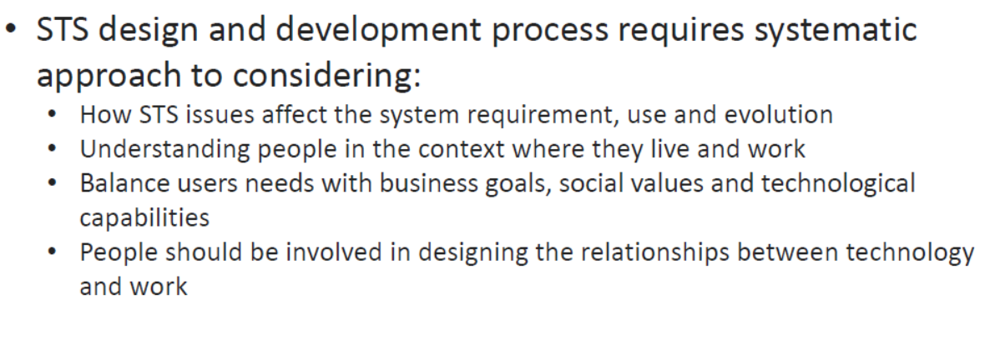 • STS design and development process requires systematic
approach to considering:
• How STS issues affect the system requirement, use and evolution
• Understanding people in the context where they live and work
• Balance users needs with business goals, social values and technological
capabilities
• People should be involved in designing the relationships between technology
and work